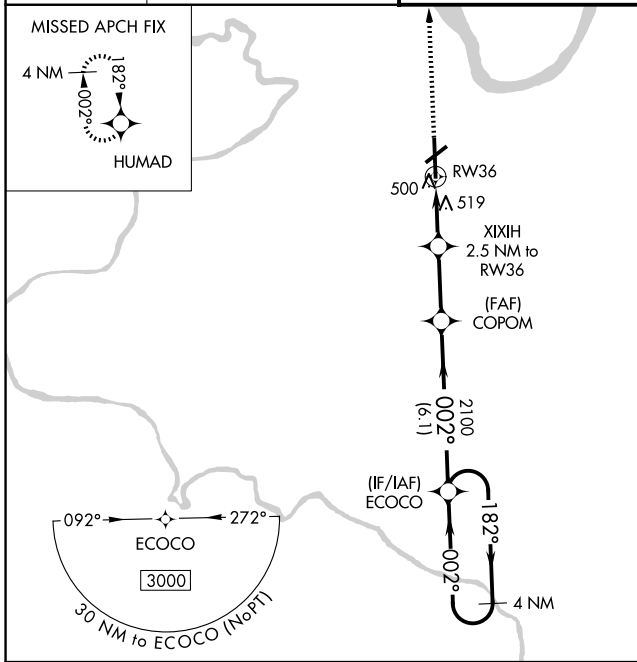 MISSED APCH FIX
4 NM
182°
002°
HUMAD
RW36
500
519
XIXIH
2.5 NM to
RW36
(FAF)
COPOM
2100
002°
(6.1)
(IF/IAF)
ECOCO
182°
002°
4 NM
092°
272°
ECOCO
3000
30 NM to ECOCO (NoPT)